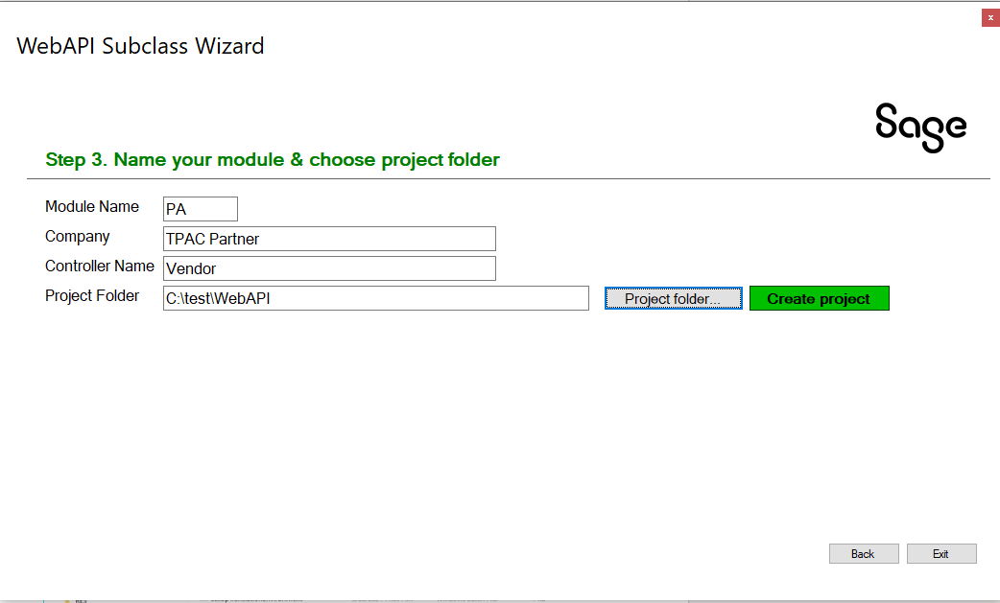 x
WebAPI Subclass Wizard
Sage
Step 3. Name your module & choose project folder
Module Name PA
Company TPAC Partner
Controller Name Vendor
Project Folder C:\test\WebAPI Project folder... Create project
Back Exit